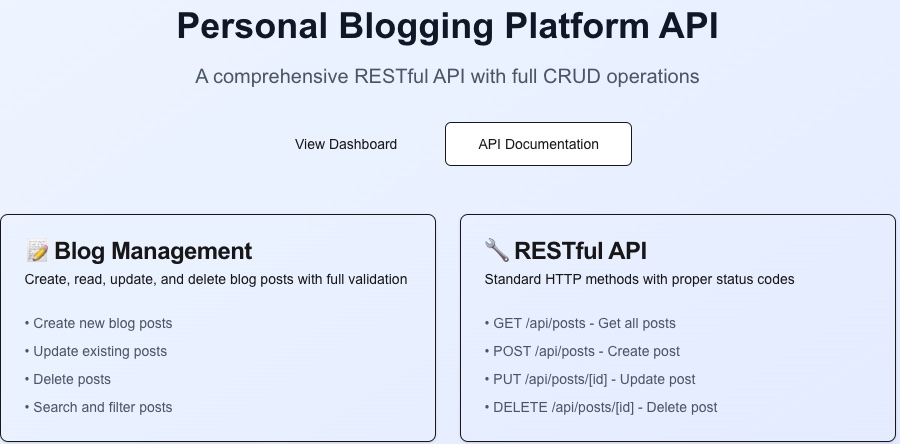 Personal Blogging Platform API
A comprehensive RESTful API with full CRUD operations
View Dashboard
API Documentation
📝 Blog Management
Create, read, update, and delete blog posts with full validation
• Create new blog posts
• Update existing posts
• Delete posts
• Search and filter posts
🔧 RESTful API
Standard HTTP methods with proper status codes
• GET /api/posts - Get all posts
• POST /api/posts - Create post
• PUT /api/posts/[id] - Update post
• DELETE /api/posts/[id] - Delete post